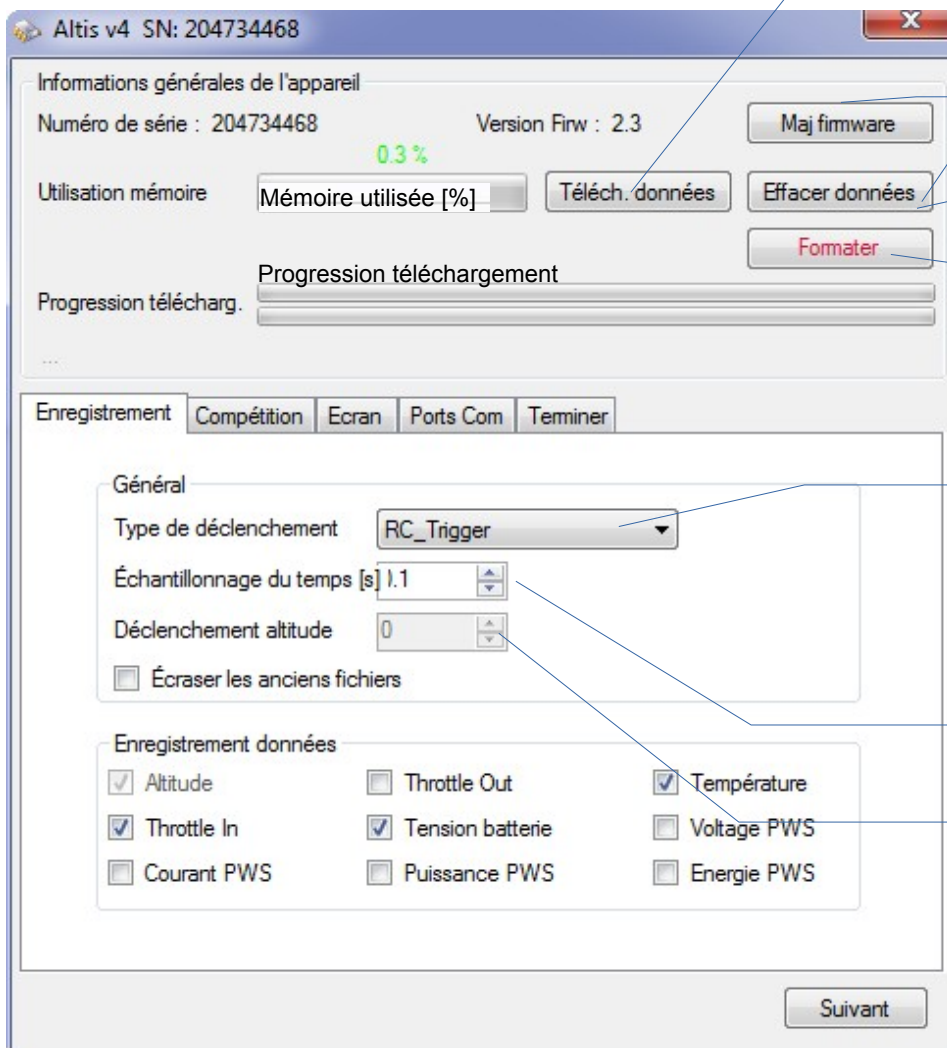 Altis v4 SN: 204734468
Informations générales de l'appareil
Numéro de série : 204734468 Version Firw : 2.3 Maj firmware
0.3 %
Utilisation mémoire Mémoire utilisée [%] Téléch. données Effacer données
Formater
Progression téléchargement
Progression télécharg.
...
Enregistrement Compétition Ecran Ports Com Terminer
Général
Type de déclenchement RC_Trigger
Échantillonnage du temps [s] ).1
Déclenchement altitude 0
Écraser les anciens fichiers
Enregistrement données
Altitude Throttle Out Température
Throttle In Tension batterie Voltage PWS
Courant PWS Puissance PWS Energie PWS
Suivant